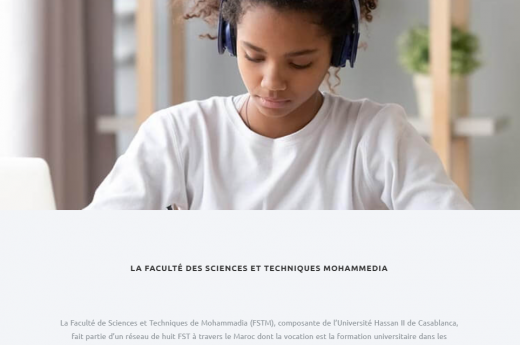 LA FACULTÉ DES SCIENCES ET TECHNIQUES MOHAMMEDIA
La Faculté de Sciences et Techniques de Mohammadia (FSTM), composante de l'Université Hassan II de Casablanca,
fait partie d'un réseau de huit FST à travers le Maroc dont la vocation est la formation universitaire dans les